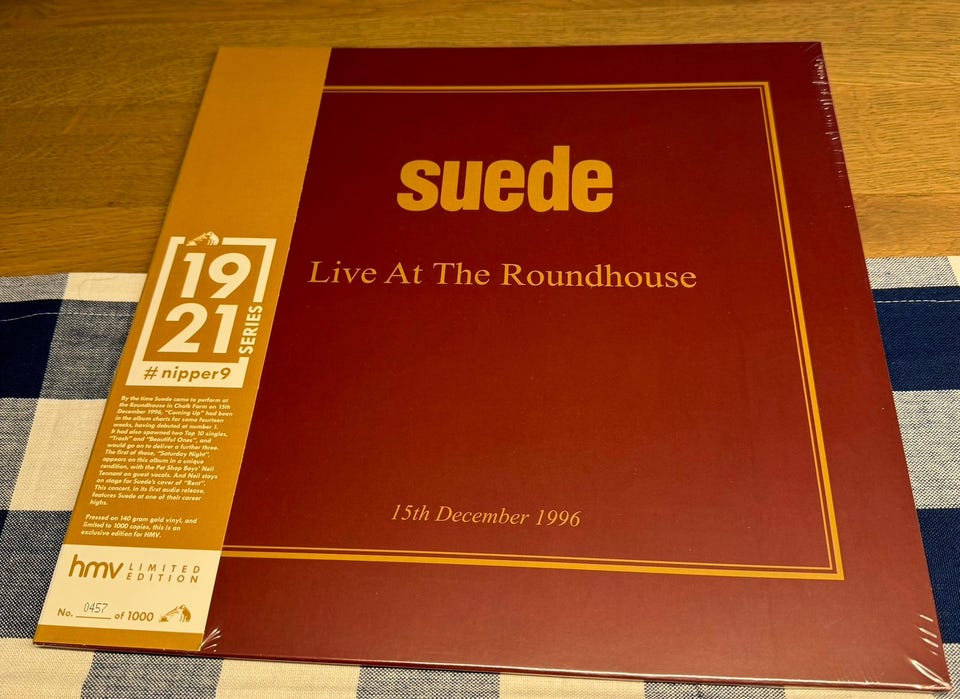 suede
Live At The Roundhouse
15th December 1996
19
21
SERIES
#nipper9
By the time Suede came to perform at
the Roundhouse in Chalk Farm on 15th
December 1996, "Coming Up" had been
in the album charts for some fourteen
weeks, having debuted at number 1.
It had also spawned two Top 10 singles,
"Trash" and "Beautiful Ones", and
would go on to deliver a further three.
The first of these, "Saturday Night",
appears on this album in a unique
rendition, with the Pet Shop Boys' Neil
Tennant on guest vocals. And Neil stays
on stage for Suede's cover of "Rent".
This concert, in its first audio release,
features Suede at one of their career
highs.
Pressed on 140 gram gold vinyl, and
limited to 1000 copies, this is an
exclusive edition for HMV.
hmv LIMITED
EDITION
No. 0457 of 1000